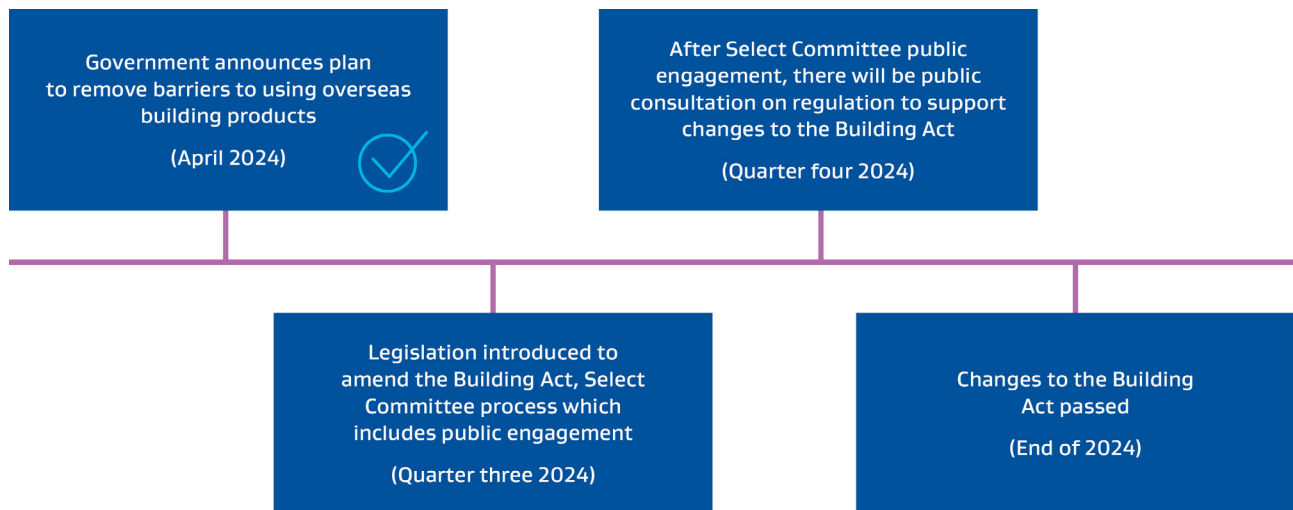 Government announces plan
to remove barriers to using overseas
building products
(April 2024)
Legislation introduced to
amend the Building Act, Select
Committee process which
includes public engagement
(Quarter three 2024)
After Select Committee public
engagement, there will be public
consultation on regulation to support
changes to the Building Act
(Quarter four 2024)
Changes to the Building
Act passed
(End of 2024)